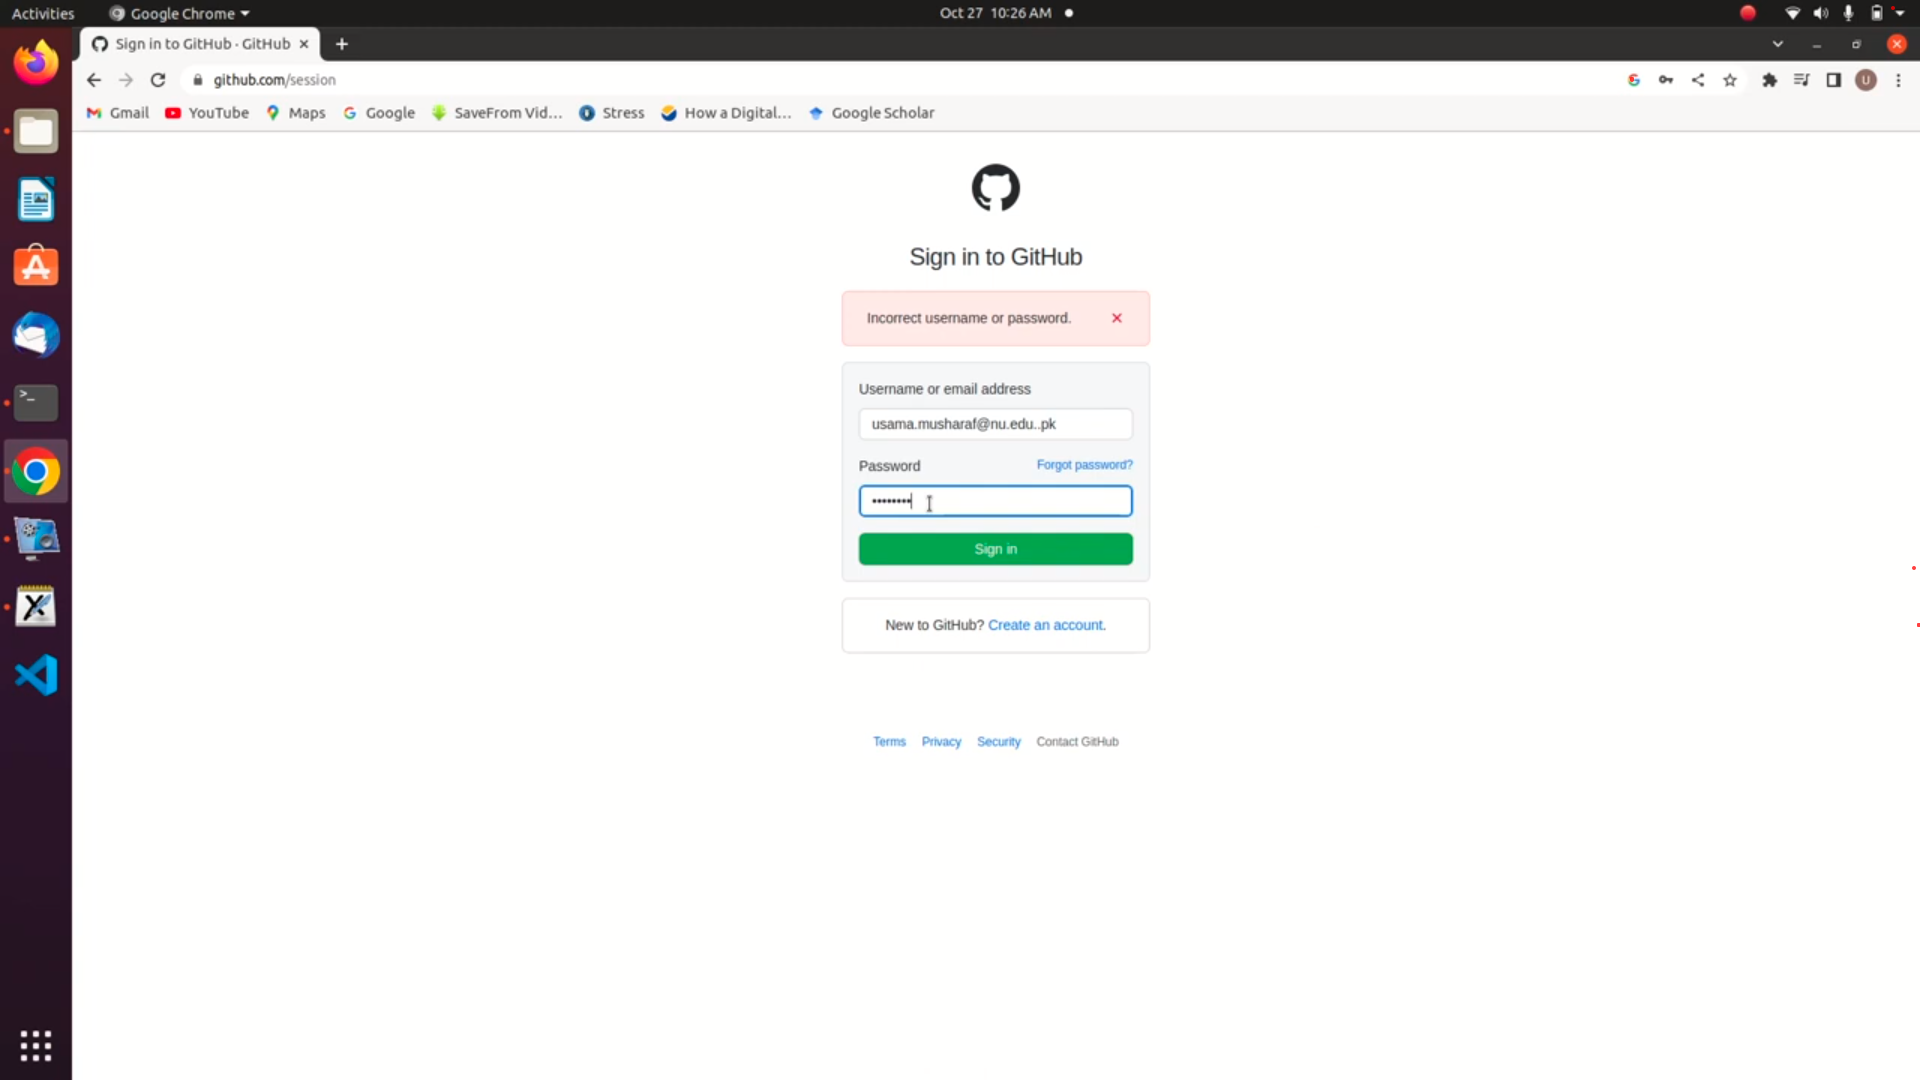 Activities Google Chrome Oct 27 10:26 AM
Sign in to GitHub · GitHub
github.com/session
Gmail YouTube Maps Google SaveFrom Vid... Stress How a Digital... Google Scholar
Sign in to GitHub
Incorrect username or password.
Username or email address
usama.musharaf@nu.edu..pk
Password Forgot password?
••••••••
Sign in
New to GitHub? Create an account.
Terms Privacy Security Contact GitHub